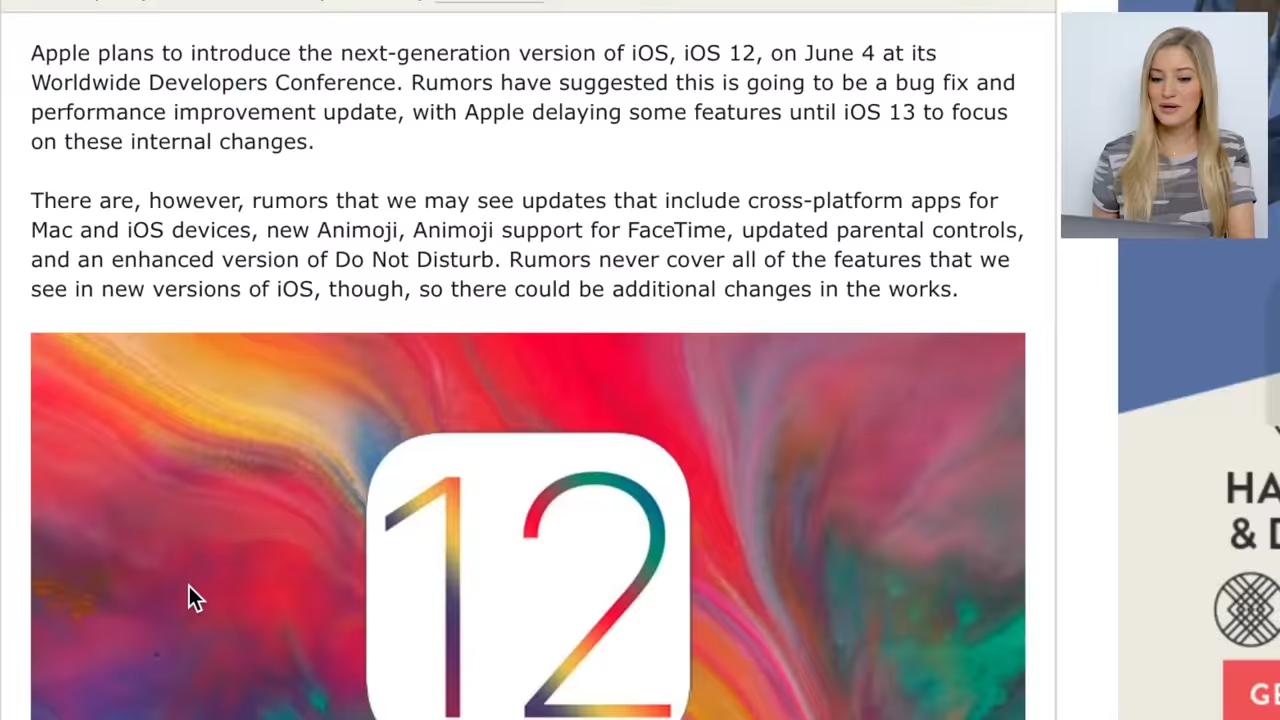 Apple plans to introduce the next-generation version of iOS, iOS 12, on June 4 at its
Worldwide Developers Conference. Rumors have suggested this is going to be a bug fix and
performance improvement update, with Apple delaying some features until iOS 13 to focus
on these internal changes.
There are, however, rumors that we may see updates that include cross-platform apps for
Mac and iOS devices, new Animoji, Animoji support for FaceTime, updated parental controls,
and an enhanced version of Do Not Disturb. Rumors never cover all of the features that we
see in new versions of iOS, though, so there could be additional changes in the works.
12
HA
& D
GE